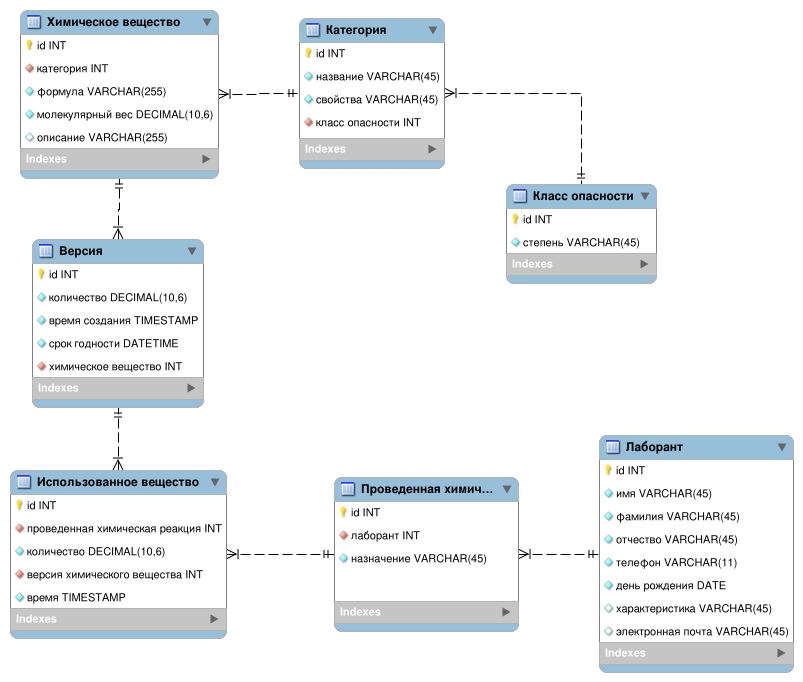 Химическое вещество
id INT
категория INT
формула VARCHAR(255)
молекулярный вес DECIMAL(10,6)
описание VARCHAR(255)
Indexes
Категория
id INT
название VARCHAR(45)
свойства VARCHAR(45)
класс опасности INT
Indexes
Класс опасности
id INT
степень VARCHAR(45)
Indexes
Версия
id INT
количество DECIMAL(10,6)
время создания TIMESTAMP
срок годности DATETIME
химическое вещество INT
Indexes
Использованное вещество
id INT
проведенная химическая реакция INT
количество DECIMAL(10,6)
версия химического вещества INT
время TIMESTAMP
Indexes
Проведенная химич...
id INT
лаборант INT
назначение VARCHAR(45)
Indexes
Лаборант
id INT
имя VARCHAR(45)
фамилия VARCHAR(45)
отчество VARCHAR(45)
телефон VARCHAR(11)
день рождения DATE
характеристика VARCHAR(45)
электронная почта VARCHAR(45)
Indexes